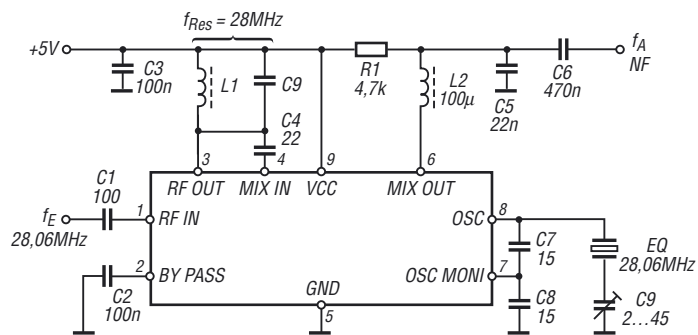 fRes = 28MHz
+5V
C3
100n
L1
C9
C4
22
R1
4,7k
L2
100µ
C5
22n
C6
470n
fA
NF
3
4
9
6
RF OUT
MIX IN
VCC
MIX OUT
C1
100
fE
28,06MHz
1
RF IN
OSC
8
C7
15
EQ
28,06MHz
2
BY PASS
OSC MONI
7
C2
100n
GND
5
C8
15
C9
2...45